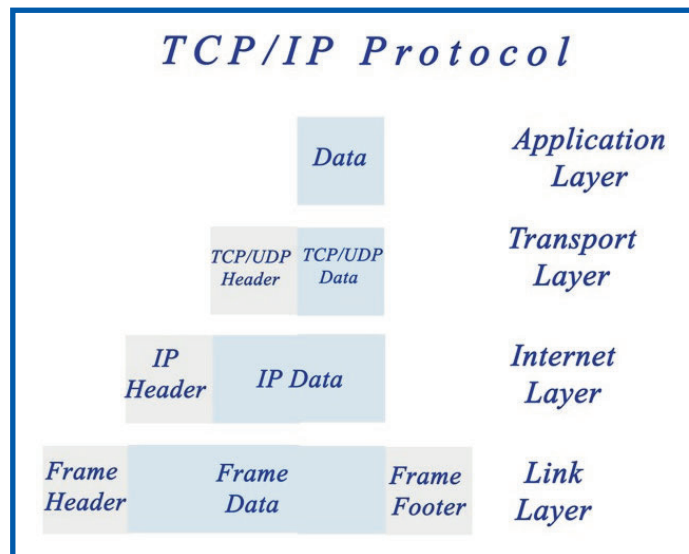 TCP/IP Protocol
Data
Application
Layer
TCP/UDP
Header
TCP/UDP
Data
Transport
Layer
IP
Header
IP Data
Internet
Layer
Frame
Header
Frame
Data
Frame
Footer
Link
Layer